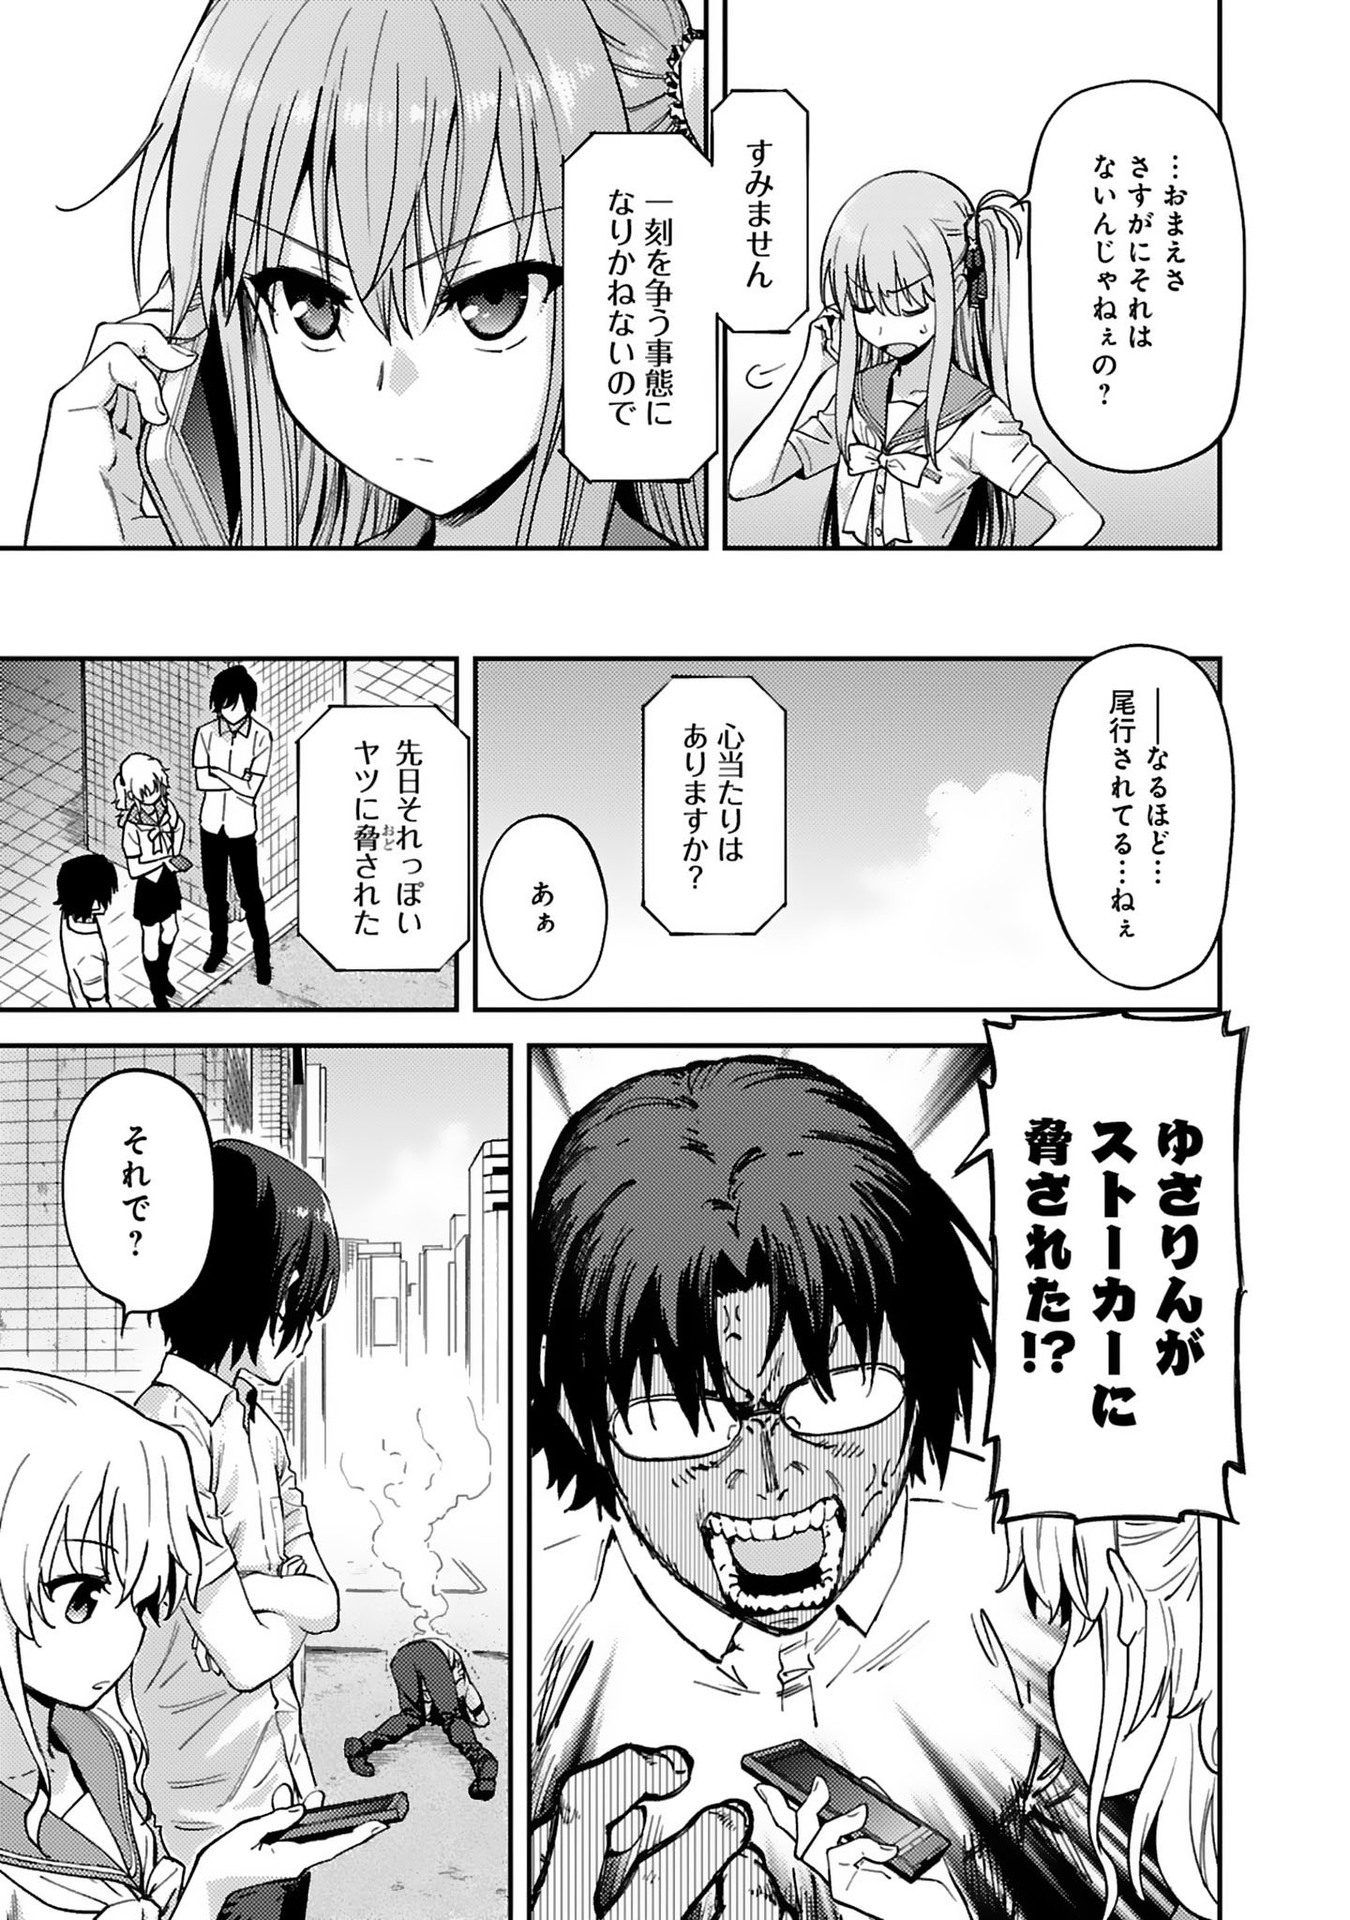 …おまえさ
さすがにそれは
ないんじゃねぇの？
すみません
一刻を争う事態に
なりかねないので
――なるほど…
尾行されてる…ねぇ
心当たりは
ありますか？
あぁ
先日それっぽい
ヤツに脅された
おど
ゆさりんが
ストーカーに
脅された!?
それで？